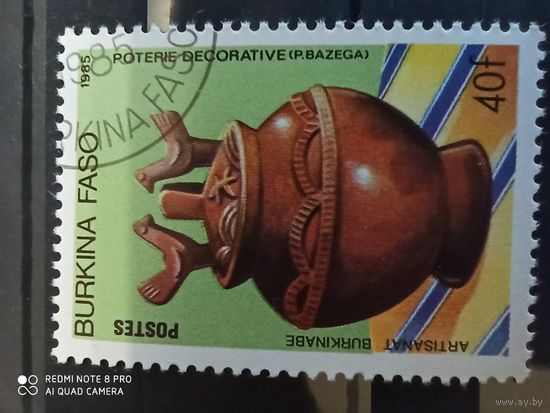 POTERIE DECORATIVE (P.BAZEGA)
1985
BURKINA FASO
40f
POSTES
ARTISANAT
BURKINABE
1985
BURKINA FASO
REDMI NOTE 8 PRO
AI QUAD CAMERA
www.ay.by